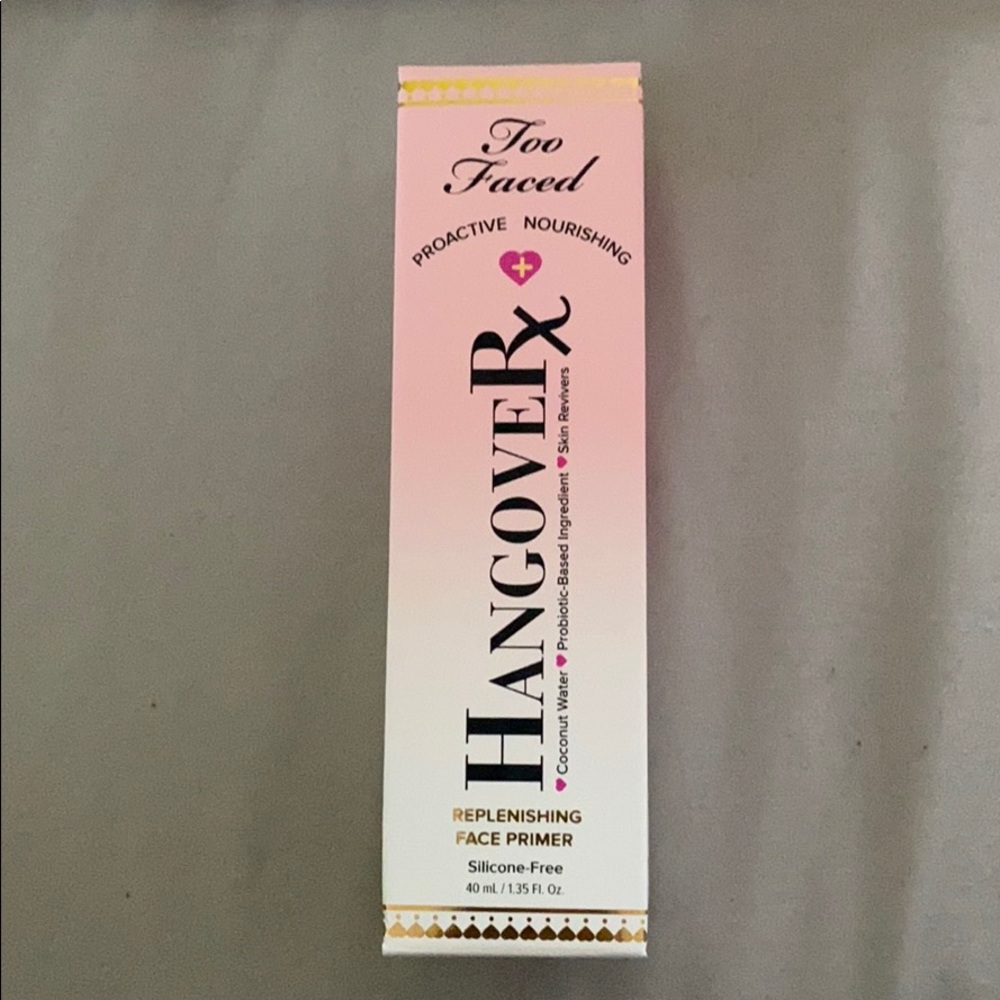 Too
Faced
PROACTIVE NOURISHING
HANGOVERx
Coconut Water Probiotic-Based Ingredient Skin Revivers
REPLENISHING
FACE PRIMER
Silicone-Free
40 mL / 1.35 Fl. Oz.